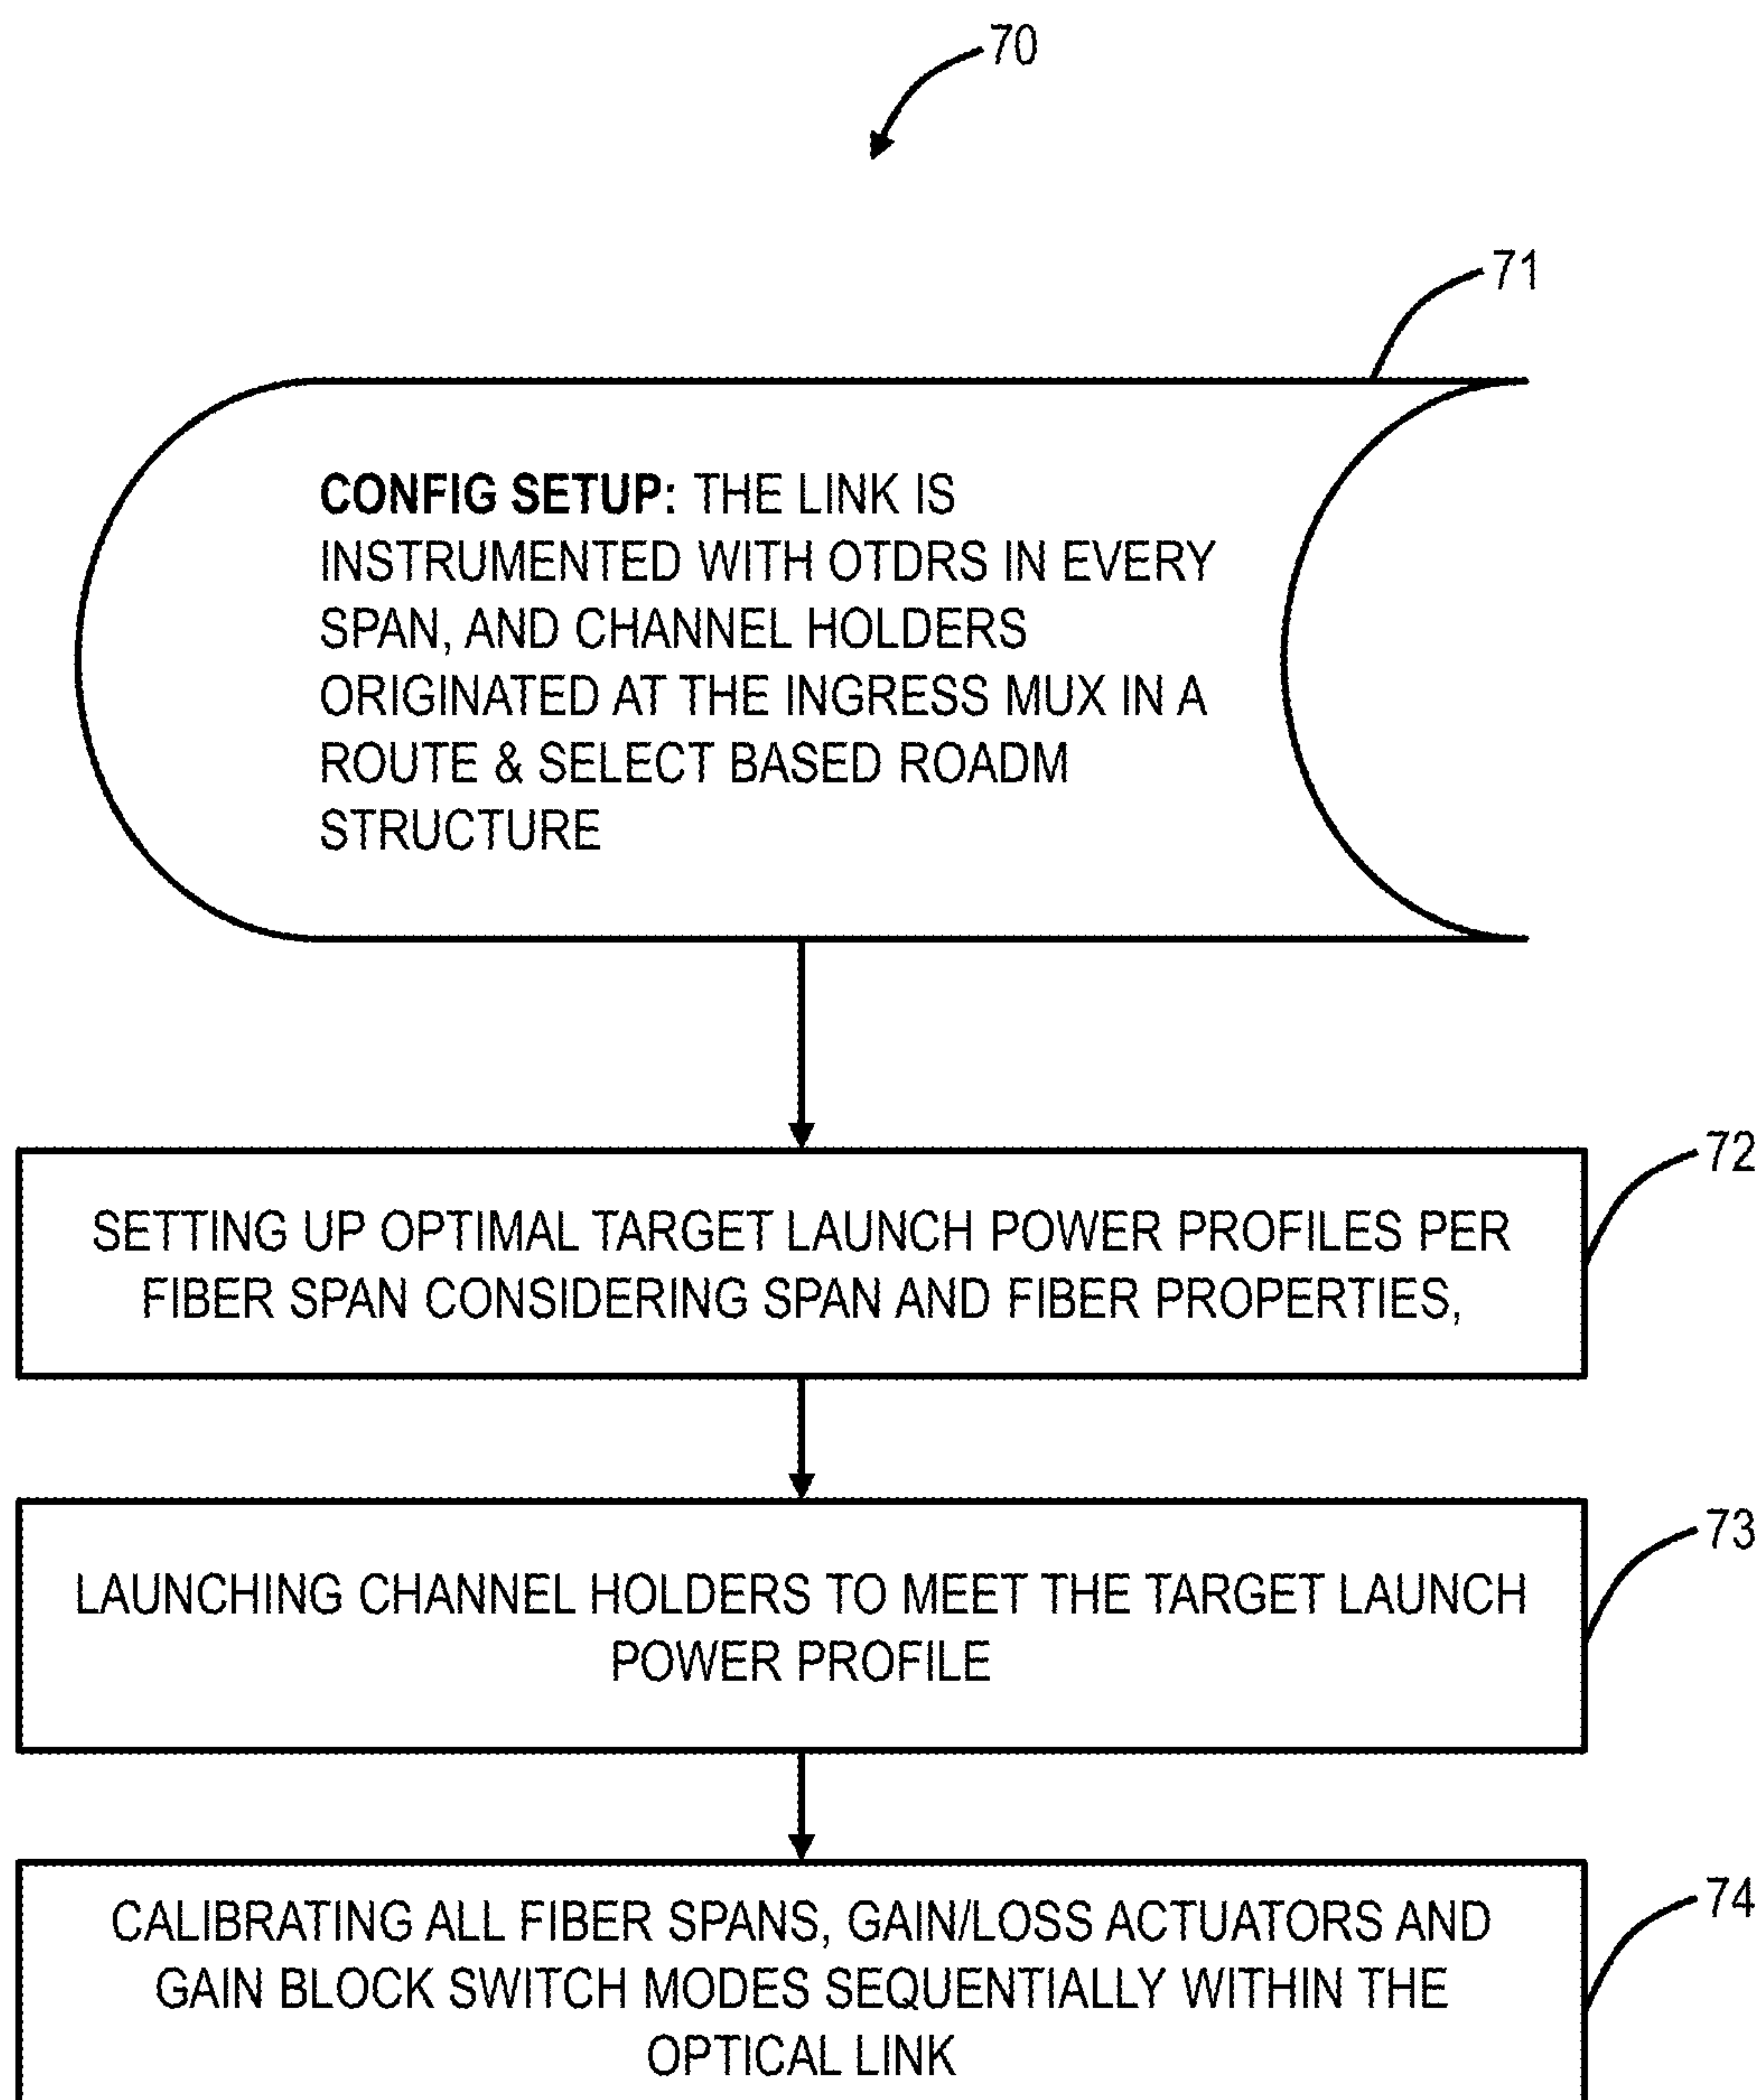 70
71
CONFIG SETUP: THE LINK IS
INSTRUMENTED WITH OTDRS IN EVERY
SPAN, AND CHANNEL HOLDERS
ORIGINATED AT THE INGRESS MUX IN A
ROUTE & SELECT BASED ROADM
STRUCTURE
72
SETTING UP OPTIMAL TARGET LAUNCH POWER PROFILES PER
FIBER SPAN CONSIDERING SPAN AND FIBER PROPERTIES,
73
LAUNCHING CHANNEL HOLDERS TO MEET THE TARGET LAUNCH
POWER PROFILE
74
CALIBRATING ALL FIBER SPANS, GAIN/LOSS ACTUATORS AND
GAIN BLOCK SWITCH MODES SEQUENTIALLY WITHIN THE
OPTICAL LINK